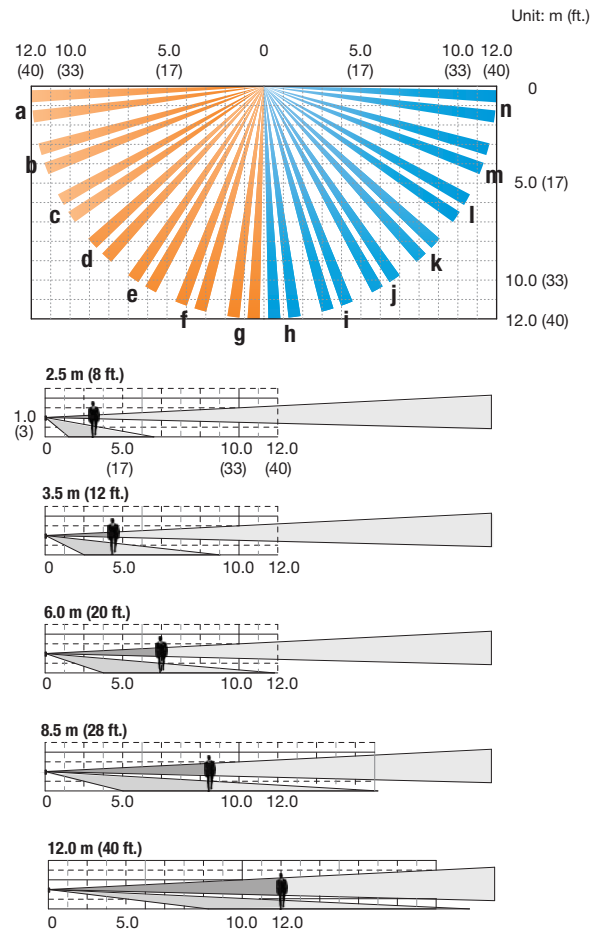 Unit: m (ft.)
12.0 10.0 5.0 0 5.0 10.0 12.0
(40) (33) (17) (17) (33) (40)
0
a n
b m
5.0 (17)
c l
d k
e j
10.0 (33)
f i
12.0 (40)
g h
2.5 m (8 ft.)
1.0
(3)
0 5.0 10.0 12.0
(17) (33) (40)
3.5 m (12 ft.)
0 5.0 10.0 12.0
6.0 m (20 ft.)
0 5.0 10.0 12.0
8.5 m (28 ft.)
0 5.0 10.0 12.0
12.0 m (40 ft.)
0 5.0 10.0 12.0